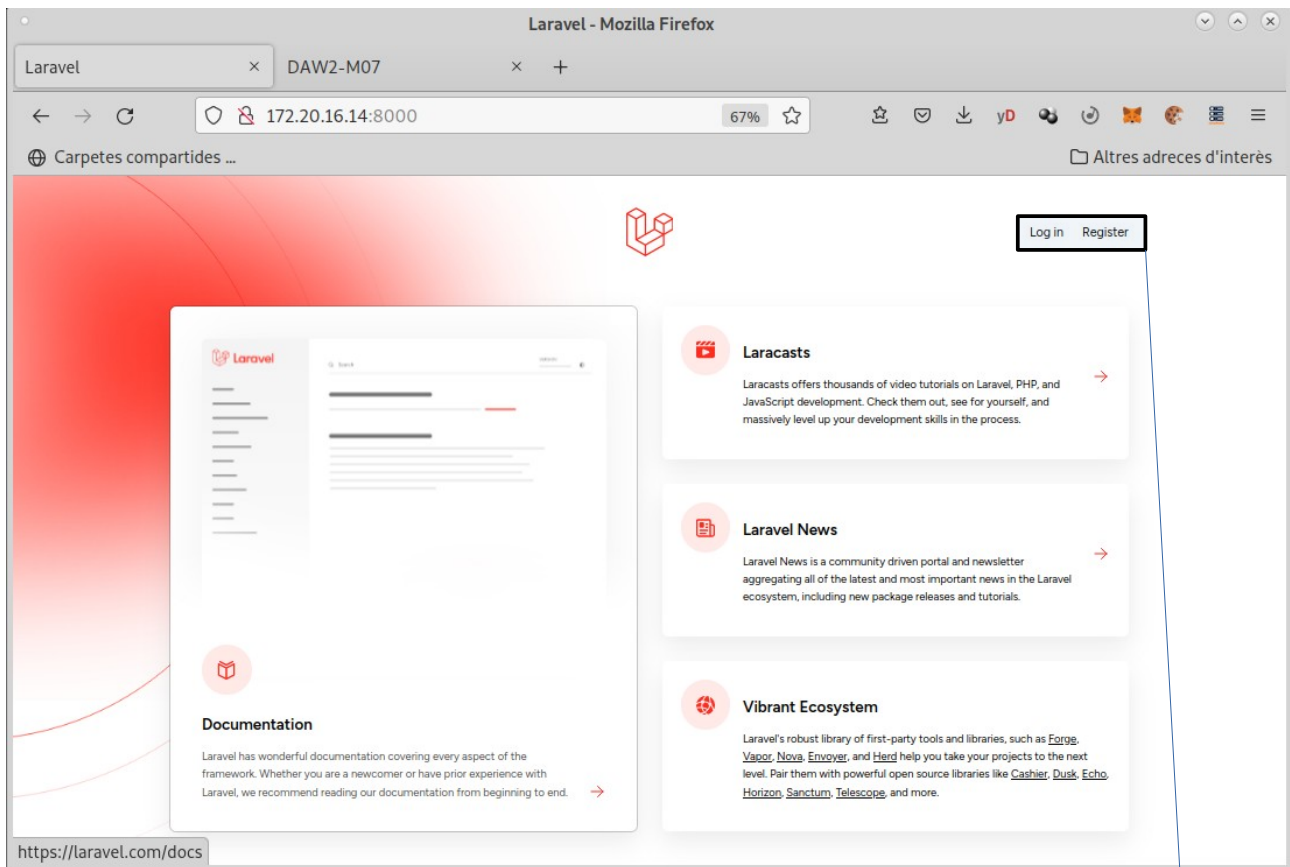 Laravel - Mozilla Firefox
Laravel
DAW2-M07
172.20.16.14:8000
67%
yD
Carpetes compartides ...
Altres adreces d'interès
Log in Register
Laravel
Search
Laracasts
Laracasts offers thousands of video tutorials on Laravel, PHP, and
JavaScript development. Check them out, see for yourself, and
massively level up your development skills in the process.
Laravel News
Laravel News is a community driven portal and newsletter
aggregating all of the latest and most important news in the Laravel
ecosystem, including new package releases and tutorials.
Documentation
Laravel has wonderful documentation covering every aspect of the
framework. Whether you are a newcomer or have prior experience with
Laravel, we recommend reading our documentation from beginning to end.
Vibrant Ecosystem
Laravel's robust library of first-party tools and libraries, such as Forge,
Vapor, Nova, Envoyer, and Herd help you take your projects to the next
level. Pair them with powerful open source libraries like Cashier, Dusk, Echo,
Horizon, Sanctum, Telescope, and more.
https://laravel.com/docs